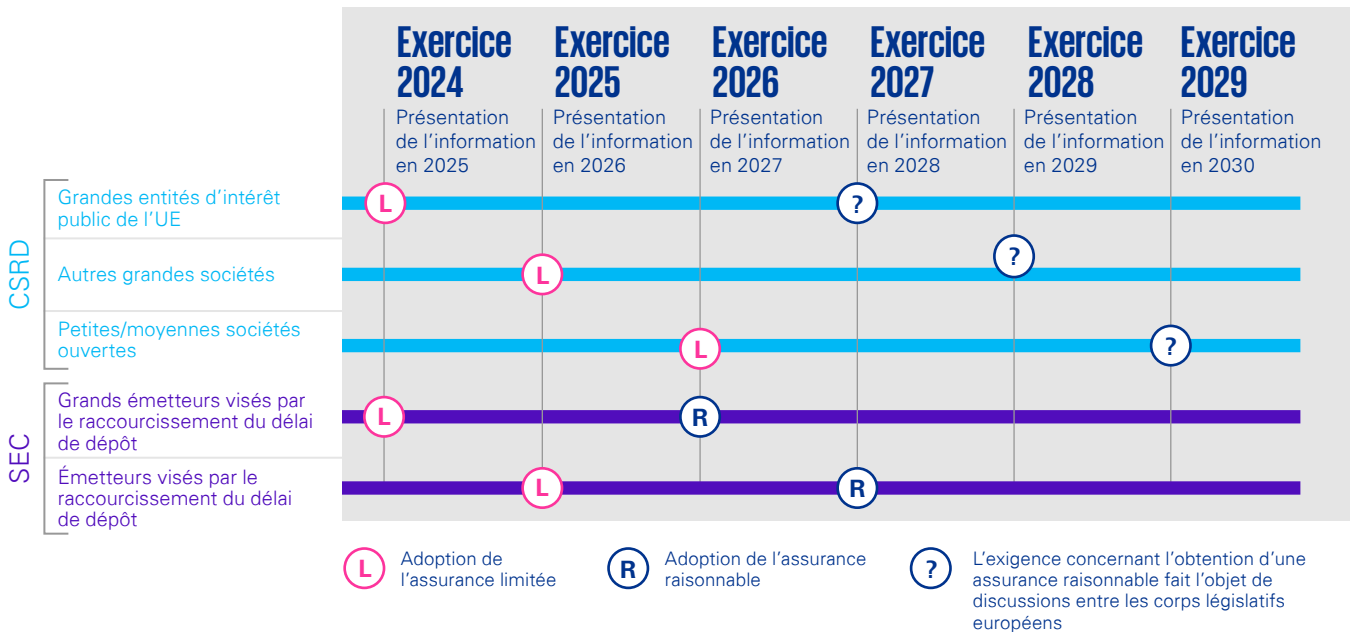 Exercice
2024
Présentation
de l'information
en 2025
Exercice
2025
Présentation
de l'information
en 2026
Exercice
2026
Présentation
de l'information
en 2027
Exercice
2027
Présentation
de l'information
en 2028
Exercice
2028
Présentation
de l'information
en 2029
Exercice
2029
Présentation
de l'information
en 2030
CSRD
Grandes entités d'intérêt
public de l'UE
L
?
Autres grandes sociétés
L
?
Petites/moyennes sociétés
ouvertes
L
?
SEC
Grands émetteurs visés par
le raccourcissement du délai
de dépôt
L
R
Émetteurs visés par le
raccourcissement du délai
de dépôt
L
R
L
Adoption de
l'assurance limitée
R
Adoption de l'assurance
raisonnable
?
L'exigence concernant l'obtention d'une
assurance raisonnable fait l'objet de
discussions entre les corps législatifs
européens